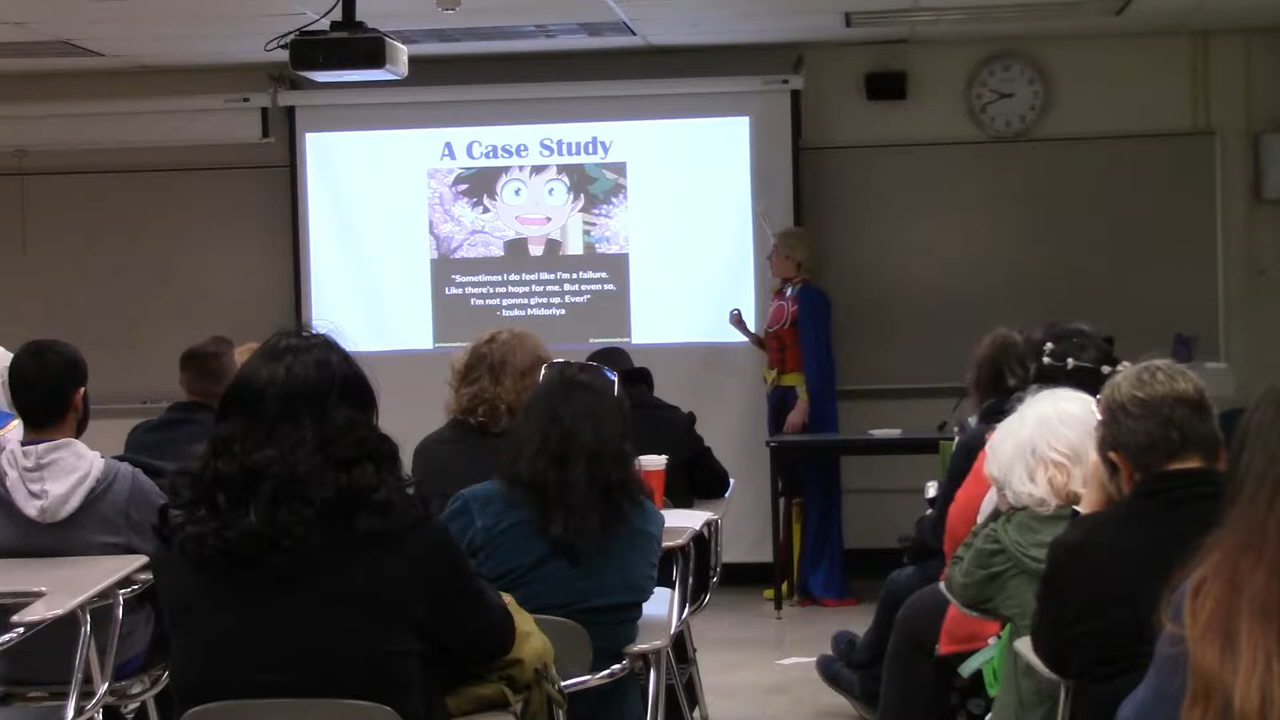 A Case Study
"Sometimes I do feel like I'm a failure.
Like there's no hope for me. But even so,
I'm not gonna give up. Ever!"
- Izuku Midoriya